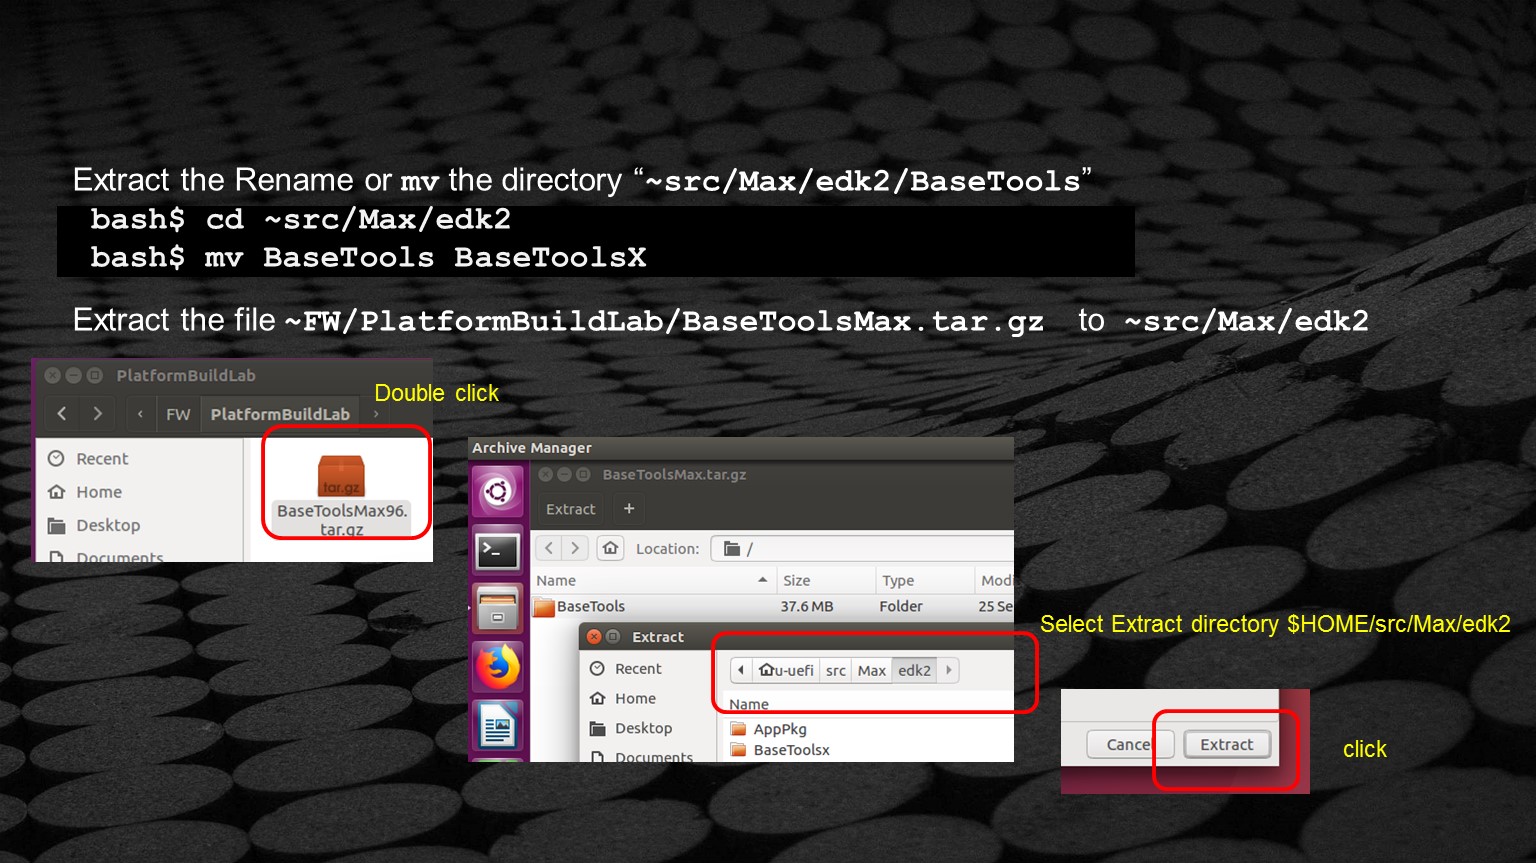 Extract the Rename or mv the directory “~src/Max/edk2/BaseTools”
bash$ cd ~src/Max/edk2
bash$ mv BaseTools BaseToolsX
Extract the file ~FW/PlatformBuildLab/BaseToolsMax.tar.gz to ~src/Max/edk2
PlatformBuildLab
Double click
FW PlatformBuildLab
Recent
Home
Desktop
Documents
tar.gz
BaseToolsMax96.
tar.gz
Archive Manager
BaseToolsMax.tar.gz
Extract +
Location: /
Name Size Type Modi
BaseTools 37.6 MB Folder 25 Se
Extract
Recent
Home
Desktop
Documents
u-uefi src Max edk2
Name
AppPkg
BaseToolsx
Select Extract directory $HOME/src/Max/edk2
Cancel Extract
click